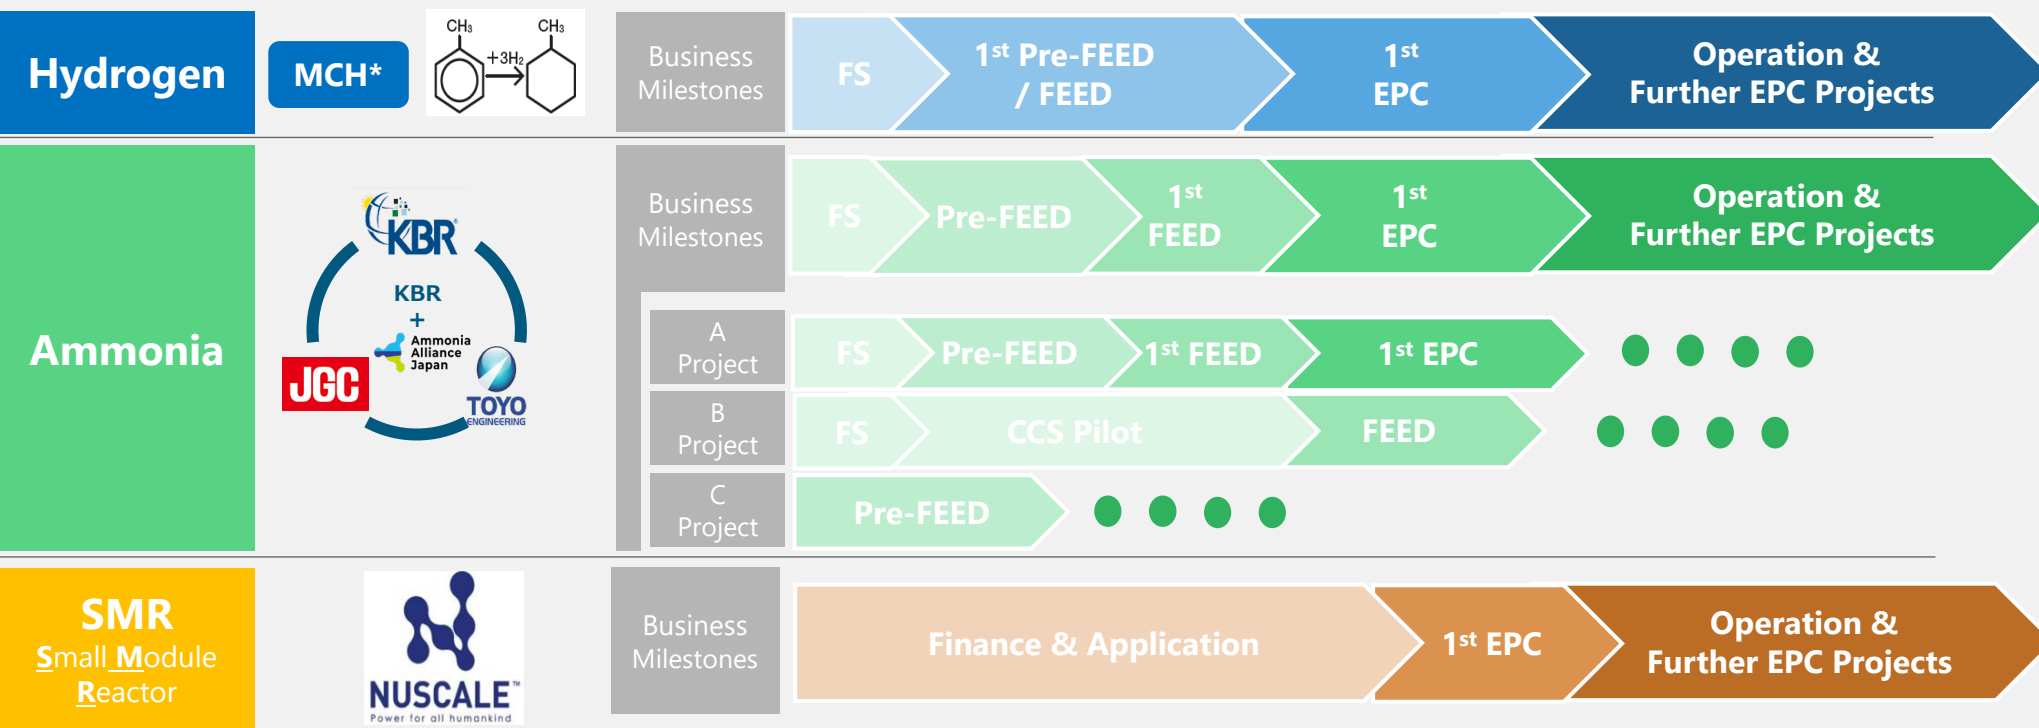 Hydrogen
MCH*
CH₃
CH₃
+3H₂
Business
Milestones
FS
1st Pre-FEED
/ FEED
1st
EPC
Operation &
Further EPC Projects
Ammonia
KBR
KBR
+
Ammonia
Alliance
Japan
JGC
TOYO
ENGINEERING
Business
Milestones
FS
Pre-FEED
1st
FEED
1st
EPC
Operation &
Further EPC Projects
A
Project
FS
Pre-FEED
1st FEED
1st EPC
B
Project
FS
CCS Pilot
FEED
C
Project
Pre-FEED
SMR
Small Module
Reactor
NUSCALE™
Power for all humankind
Business
Milestones
Finance & Application
1st EPC
Operation &
Further EPC Projects